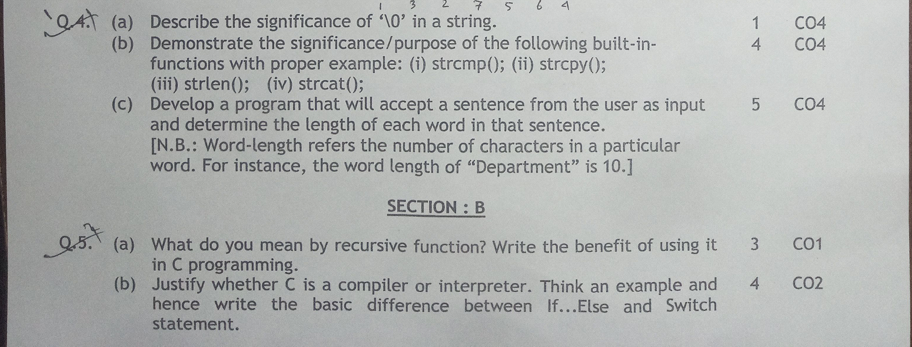 1 3 2 7 5 6 4
Q.4. (a) Describe the significance of ‘\0’ in a string. 1 CO4
(b) Demonstrate the significance/purpose of the following built-in- 4 CO4
functions with proper example: (i) strcmp(); (ii) strcpy();
(iii) strlen(); (iv) strcat();
(c) Develop a program that will accept a sentence from the user as input 5 CO4
and determine the length of each word in that sentence.
[N.B.: Word-length refers the number of characters in a particular
word. For instance, the word length of “Department” is 10.]
SECTION : B
Q.5. (a) What do you mean by recursive function? Write the benefit of using it 3 CO1
in C programming.
(b) Justify whether C is a compiler or interpreter. Think an example and 4 CO2
hence write the basic difference between If...Else and Switch
statement.